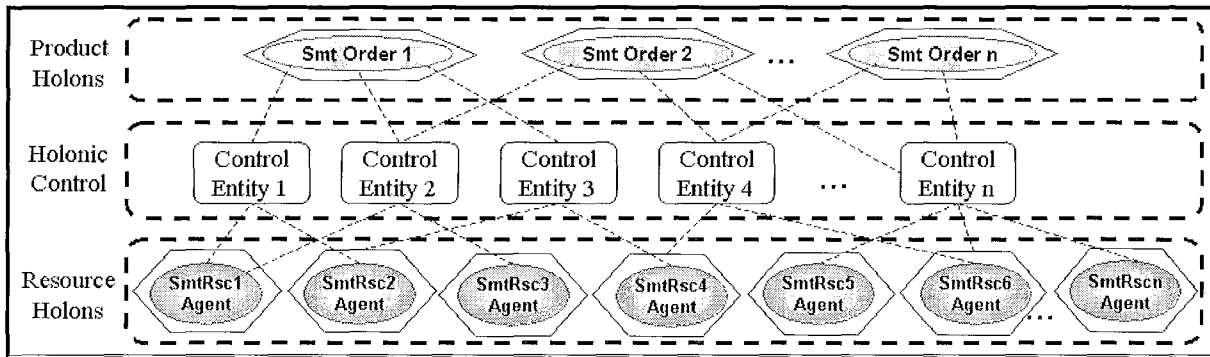 Product
Holons
Smt Order 1
Smt Order 2
...
Smt Order n
Holonic
Control
Control
Entity 1
Control
Entity 2
Control
Entity 3
Control
Entity 4
...
Control
Entity n
Resource
Holons
SmtRsc1
Agent
SmtRsc2
Agent
SmtRsc3
Agent
SmtRsc4
Agent
SmtRsc5
Agent
SmtRsc6
Agent
...
SmtRscn
Agent